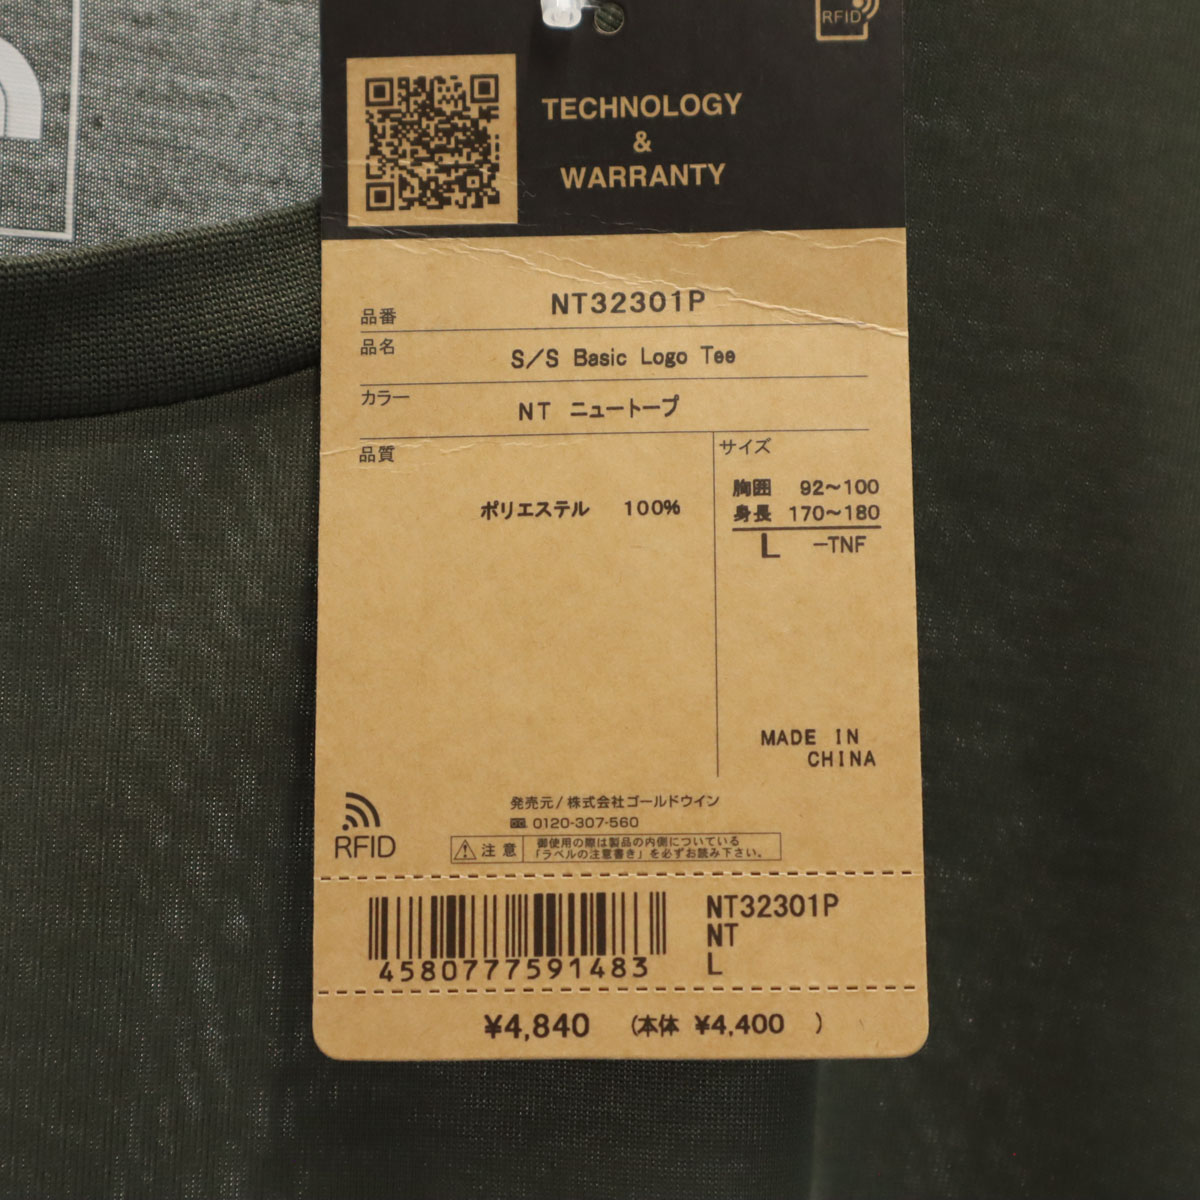 RFID
TECHNOLOGY
&
WARRANTY
品番 NT32301P
品名 S/S Basic Logo Tee
カラー NT ニュートープ
品質
ポリエステル 100%
サイズ
胸囲 92～100
身長 170～180
L -TNF
MADE IN
CHINA
RFID
発売元/株式会社ゴールドウイン
0120-307-560
注意
御使用の際は製品の内側についている
「ラベルの注意書き」を必ずお読み下さい。
4580777591483
NT32301P
NT
L
¥4,840 (本体 ¥4,400 )